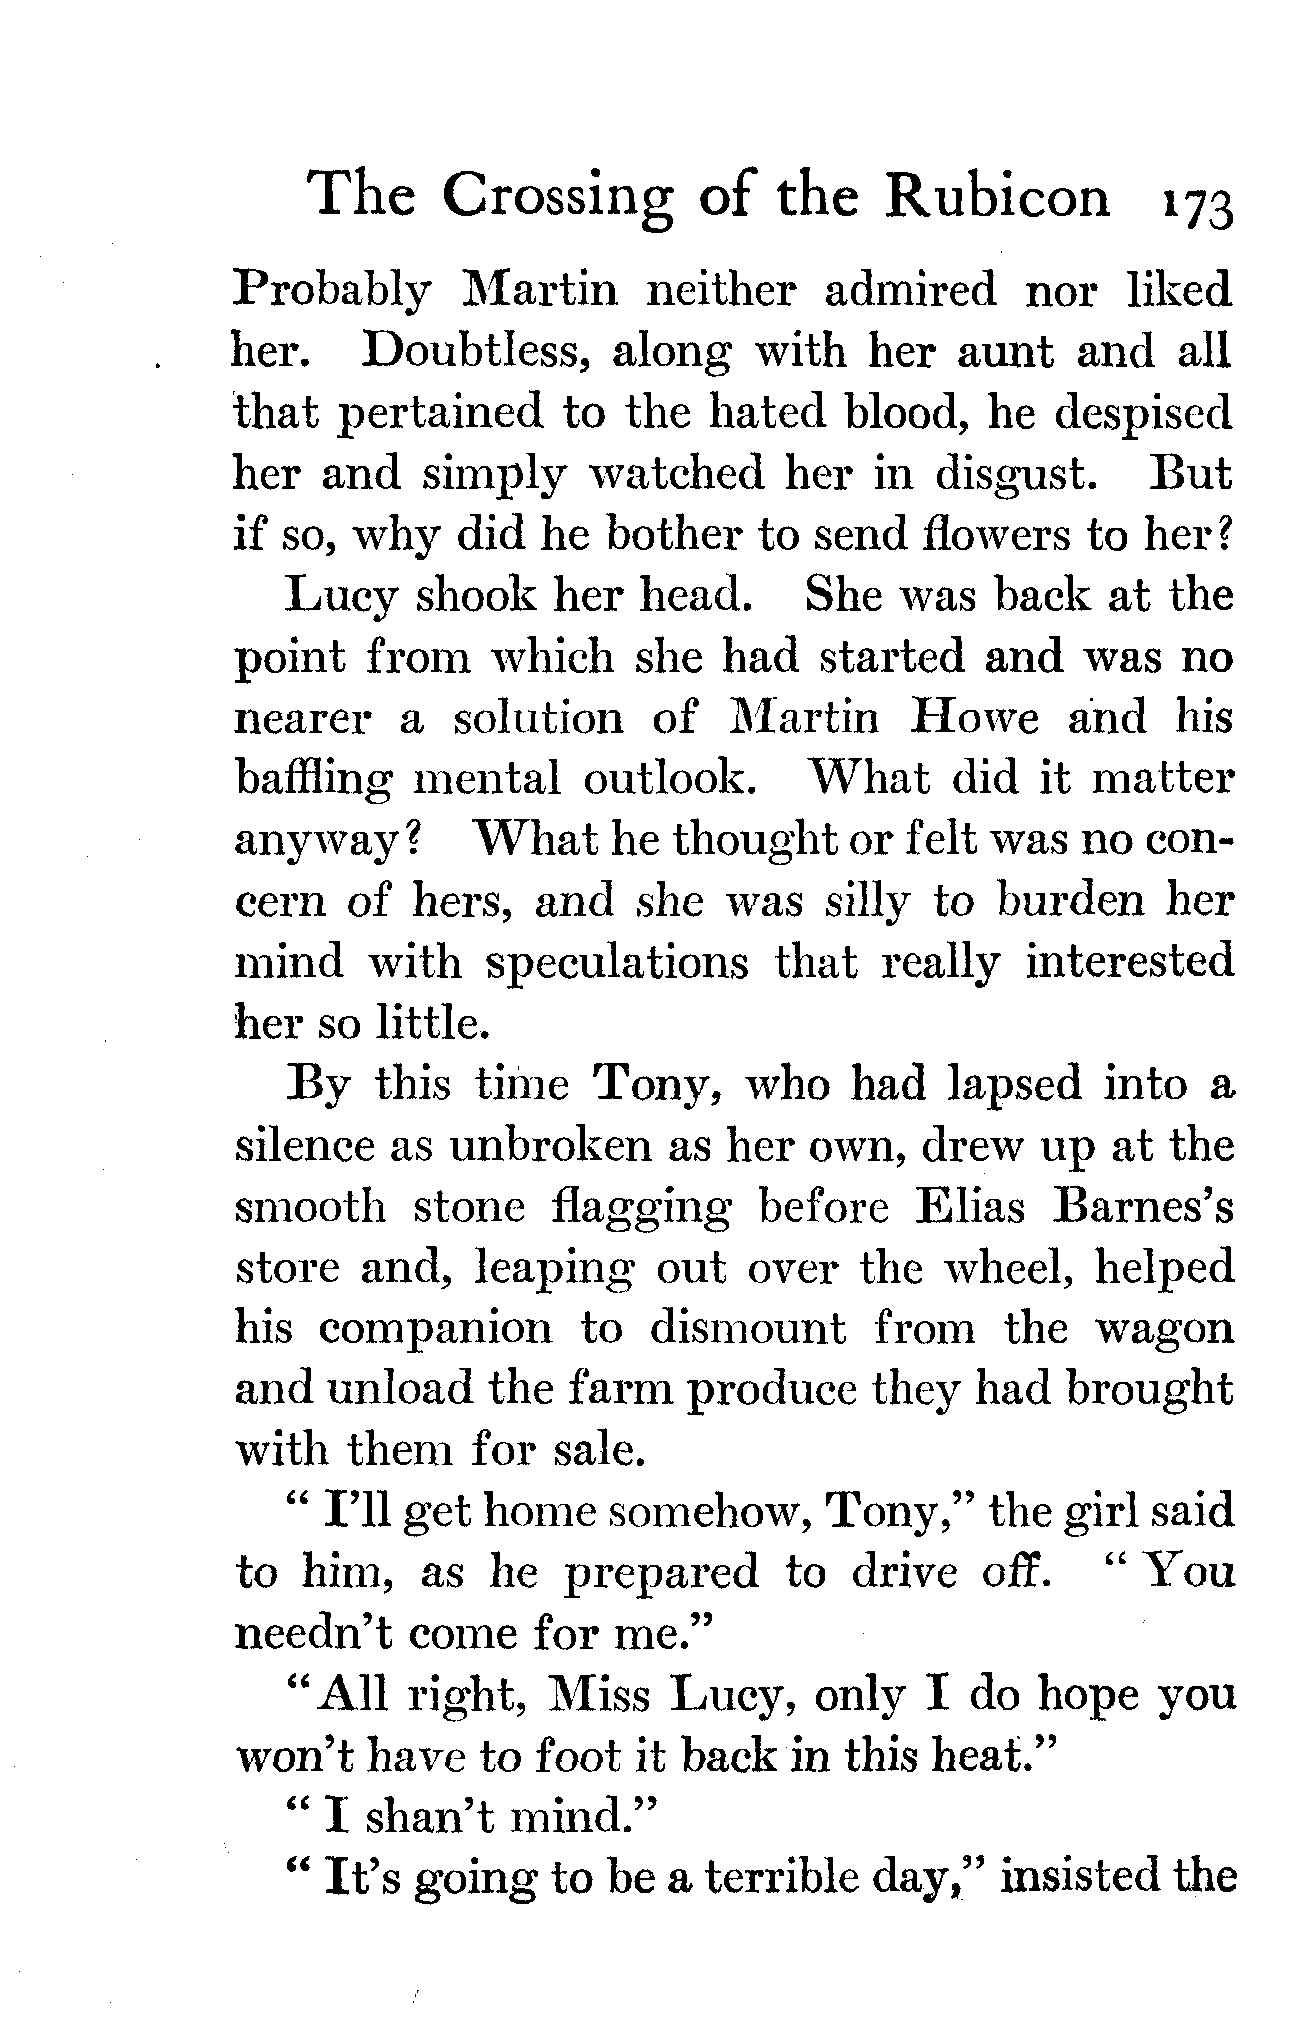 The Crossing of the Rubicon 173
Probably Martin neither admired nor liked
her. Doubtless, along with her aunt and all
that pertained to the hated blood, he despised
her and simply watched her in disgust. But
if so, why did he bother to send flowers to her?
Lucy shook her head. She was back at the
point from which she had started and was no
nearer a solution of Martin Howe and his
baffling mental outlook. What did it matter
anyway? What he thought or felt was no con-
cern of hers, and she was silly to burden her
mind with speculations that really interested
her so little.
By this time Tony, who had lapsed into a
silence as unbroken as her own, drew up at the
smooth stone flagging before Elias Barnes's
store and, leaping out over the wheel, helped
his companion to dismount from the wagon
and unload the farm produce they had brought
with them for sale.
“ I'll get home somehow, Tony,” the girl said
to him, as he prepared to drive off. “ You
needn't come for me.”
“All right, Miss Lucy, only I do hope you
won't have to foot it back in this heat.”
“ I shan't mind.”
“ It's going to be a terrible day,” insisted the